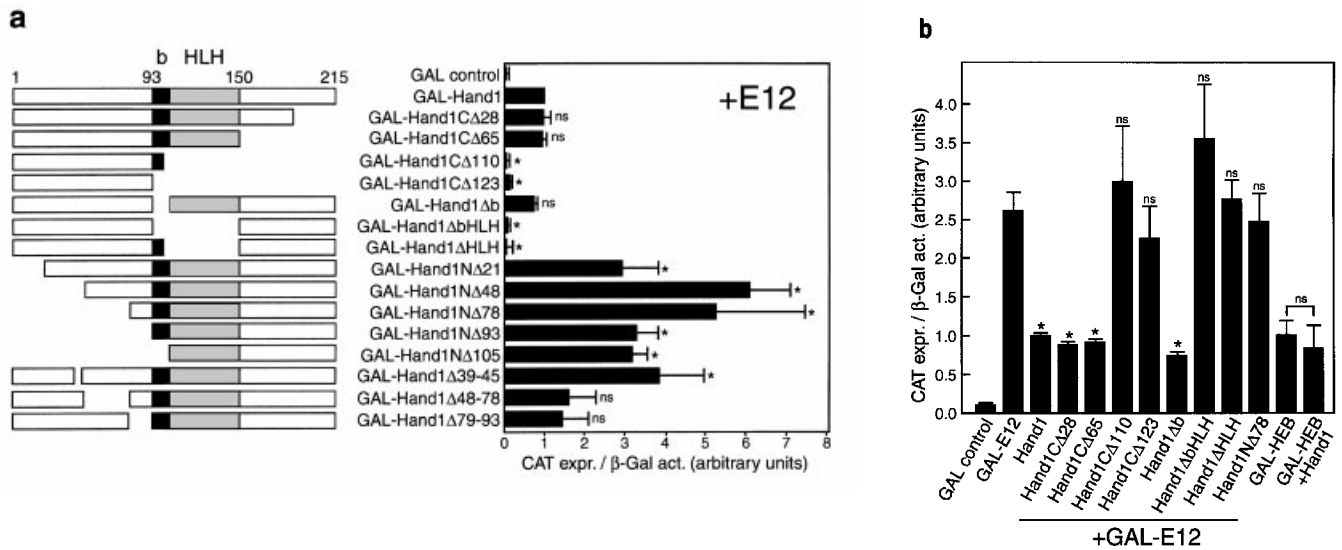 a
b HLH
1 93 150 215
+E12
GAL control
GAL-Hand1
GAL-Hand1CΔ28 ns
GAL-Hand1CΔ65 ns
GAL-Hand1CΔ110 *
GAL-Hand1CΔ123 *
GAL-Hand1Δb ns
GAL-Hand1ΔbHLH *
GAL-Hand1ΔHLH *
GAL-Hand1NΔ21 *
GAL-Hand1NΔ48 *
GAL-Hand1NΔ78 *
GAL-Hand1NΔ93 *
GAL-Hand1NΔ105 *
GAL-Hand1Δ39-45 *
GAL-Hand1Δ48-78 ns
GAL-Hand1Δ79-93 ns
0 1 2 3 4 5 6 7 8
CAT expr. / β-Gal act. (arbitrary units)
b
CAT expr. / β-Gal act. (arbitrary units)
4.0
3.5
3.0
2.5
2.0
1.5
1.0
0.5
0.0
* * * ns ns * ns ns ns ns
GAL control
GAL-E12
Hand1
Hand1CΔ28
Hand1CΔ65
Hand1CΔ110
Hand1CΔ123
Hand1Δb
Hand1ΔbHLH
Hand1ΔHLH
Hand1NΔ78
GAL-HEB
GAL-HEB
+Hand1
+GAL-E12